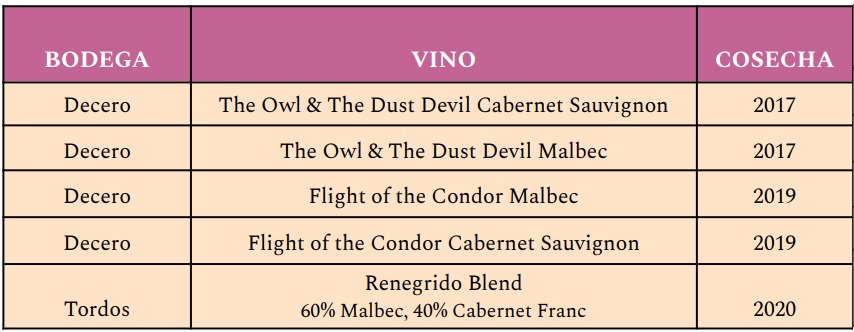 BODEGA VINO COSECHA
Decero The Owl & The Dust Devil Cabernet Sauvignon 2017
Decero The Owl & The Dust Devil Malbec 2017
Decero Flight of the Condor Malbec 2019
Decero Flight of the Condor Cabernet Sauvignon 2019
Renegrido Blend
Tordos 60% Malbec, 40% Cabernet Franc 2020